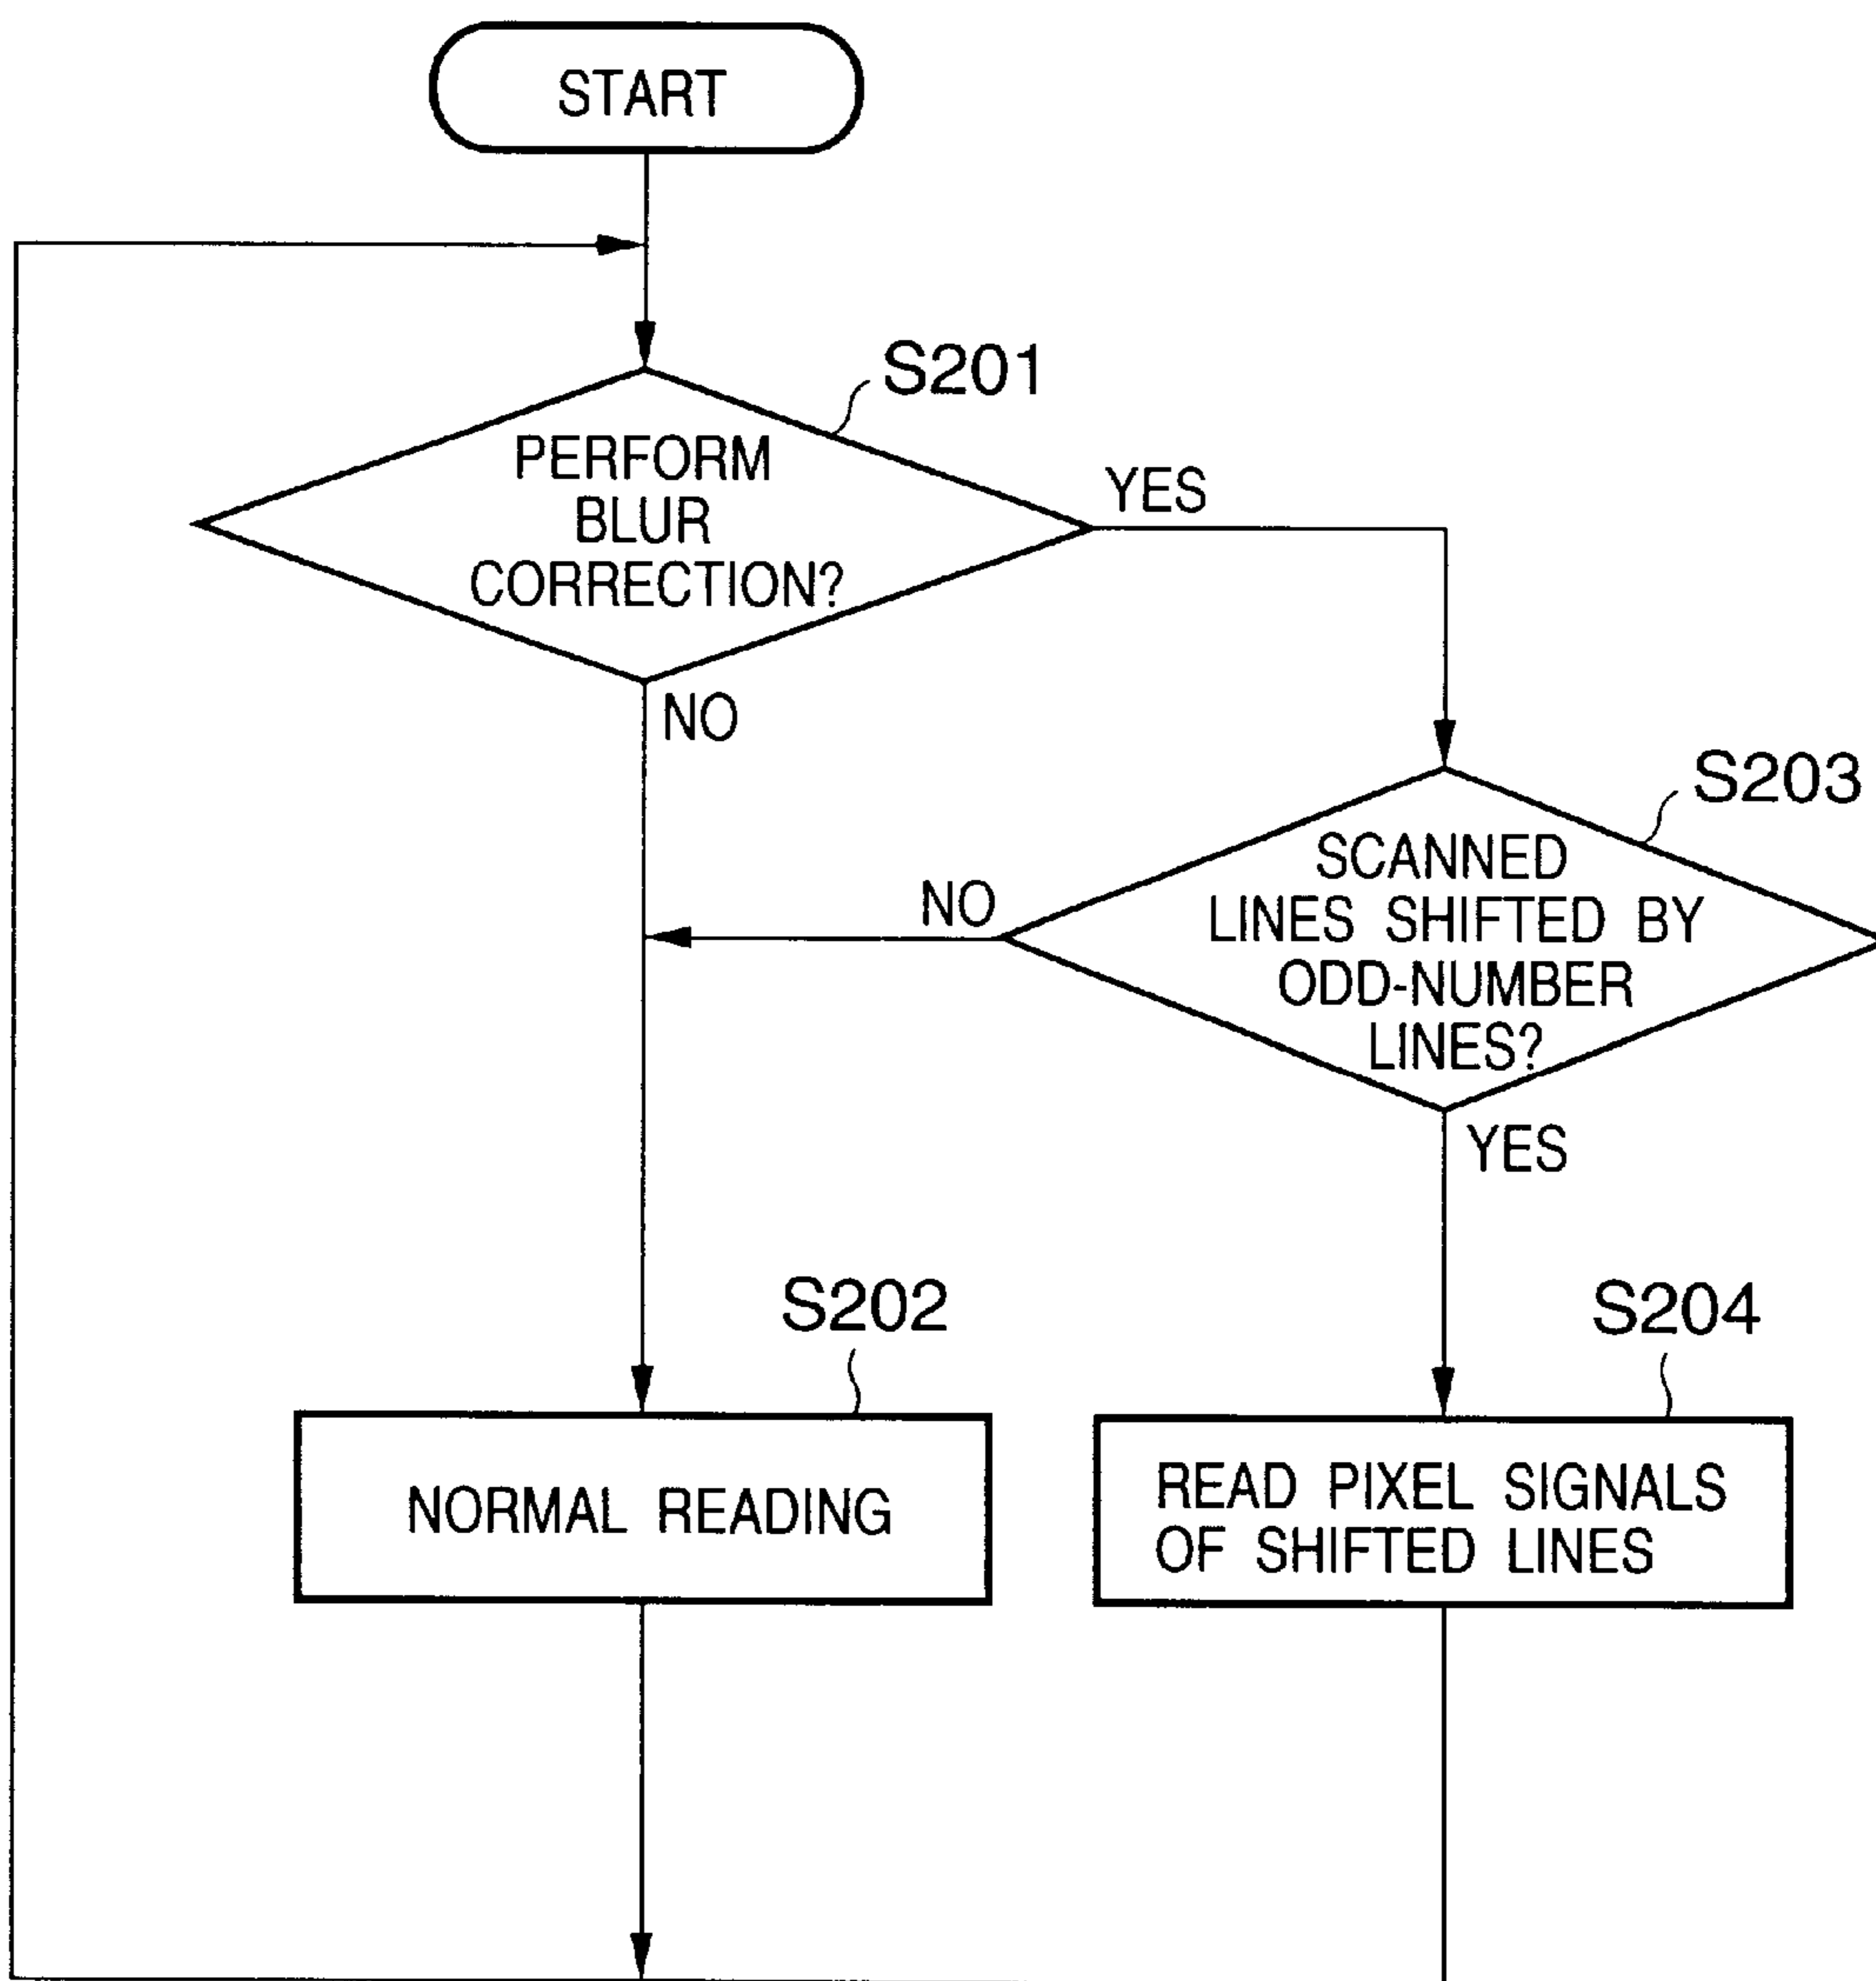 START
S201
PERFORM
BLUR
CORRECTION?
YES
NO
S203
SCANNED
LINES SHIFTED BY
ODD-NUMBER
LINES?
NO
YES
S202
NORMAL READING
S204
READ PIXEL SIGNALS
OF SHIFTED LINES